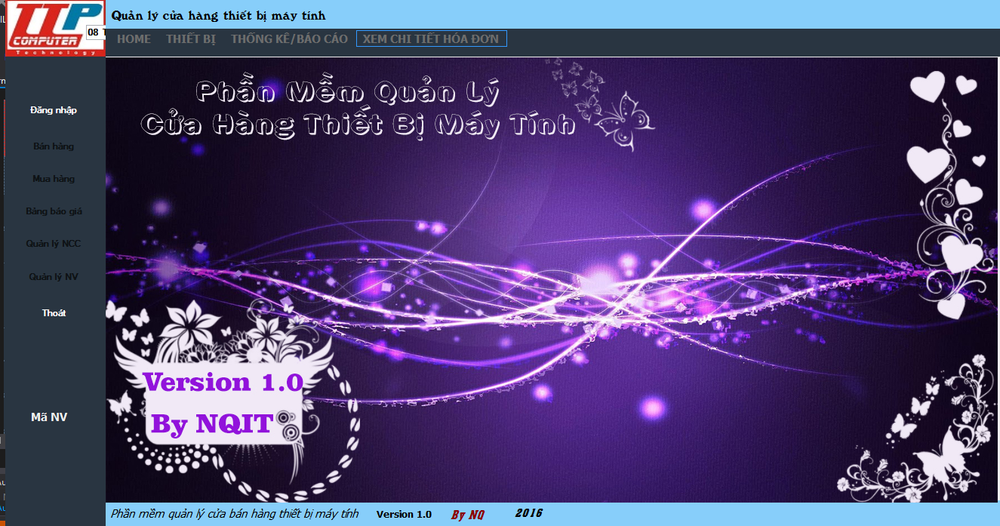 TTP
COMPUTER
Technology
08
Quản lý cửa hàng thiết bị máy tính
HOME THIẾT BỊ THỐNG KÊ/BÁO CÁO XEM CHI TIẾT HÓA ĐƠN
Đăng nhập
Bán hàng
Mua hàng
Bảng báo giá
Quản lý NCC
Quản lý NV
Thoát
Mã NV
Phần Mềm Quản Lý
Cửa Hàng Thiết Bị Máy Tính
Version 1.0
By NQIT
Phần mềm quản lý cửa bán hàng thiết bị máy tính Version 1.0 By NQ 2016